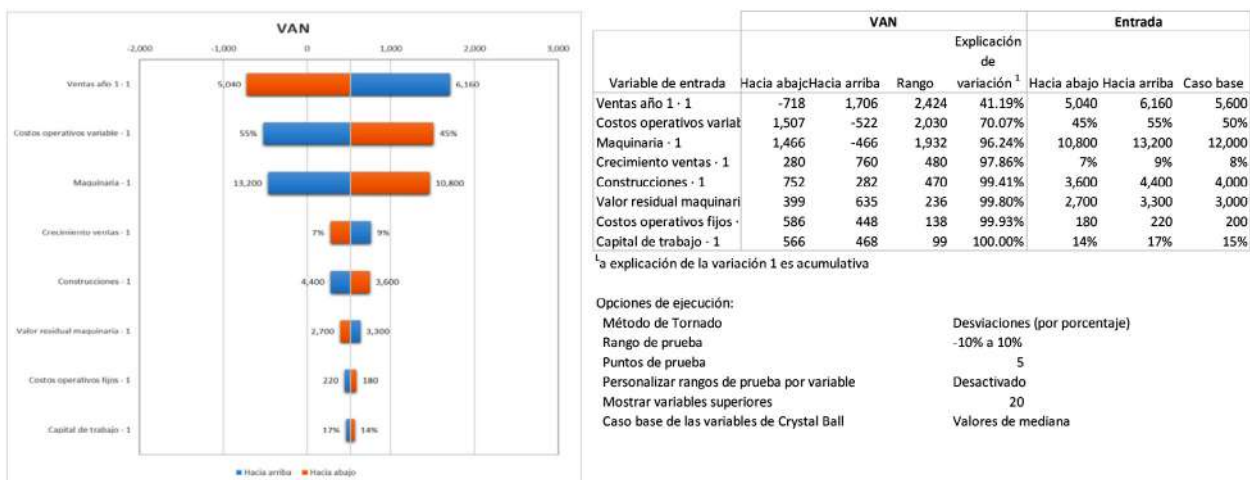 VAN
-2,000 -1,000 0 1,000 2,000 3,000
Ventas año 1 - 1 5,040 6,160
Costos operativos variable - 1 55% 45%
Maquinaria - 1 13,200 10,800
Crecimiento ventas - 1 7% 9%
Construcciones - 1 4,400 3,600
Valor residual maquinaria - 1 2,700 3,300
Costos operativos fijos - 1 220 180
Capital de trabajo - 1 17% 14%
Hacia arriba Hacia abajo
VAN Entrada
Explicación
de
Variable de entrada Hacia abajo Hacia arriba Rango variación 1 Hacia abajo Hacia arriba Caso base
Ventas año 1 · 1 -718 1,706 2,424 41.19% 5,040 6,160 5,600
Costos operativos variab 1,507 -522 2,030 70.07% 45% 55% 50%
Maquinaria · 1 1,466 -466 1,932 96.24% 10,800 13,200 12,000
Crecimiento ventas · 1 280 760 480 97.86% 7% 9% 8%
Construcciones · 1 752 282 470 99.41% 3,600 4,400 4,000
Valor residual maquinari 399 635 236 99.80% 2,700 3,300 3,000
Costos operativos fijos · 586 448 138 99.93% 180 220 200
Capital de trabajo · 1 566 468 99 100.00% 14% 17% 15%
La explicación de la variación 1 es acumulativa
Opciones de ejecución:
Método de Tornado Desviaciones (por porcentaje)
Rango de prueba -10% a 10%
Puntos de prueba 5
Personalizar rangos de prueba por variable Desactivado
Mostrar variables superiores 20
Caso base de las variables de Crystal Ball Valores de mediana